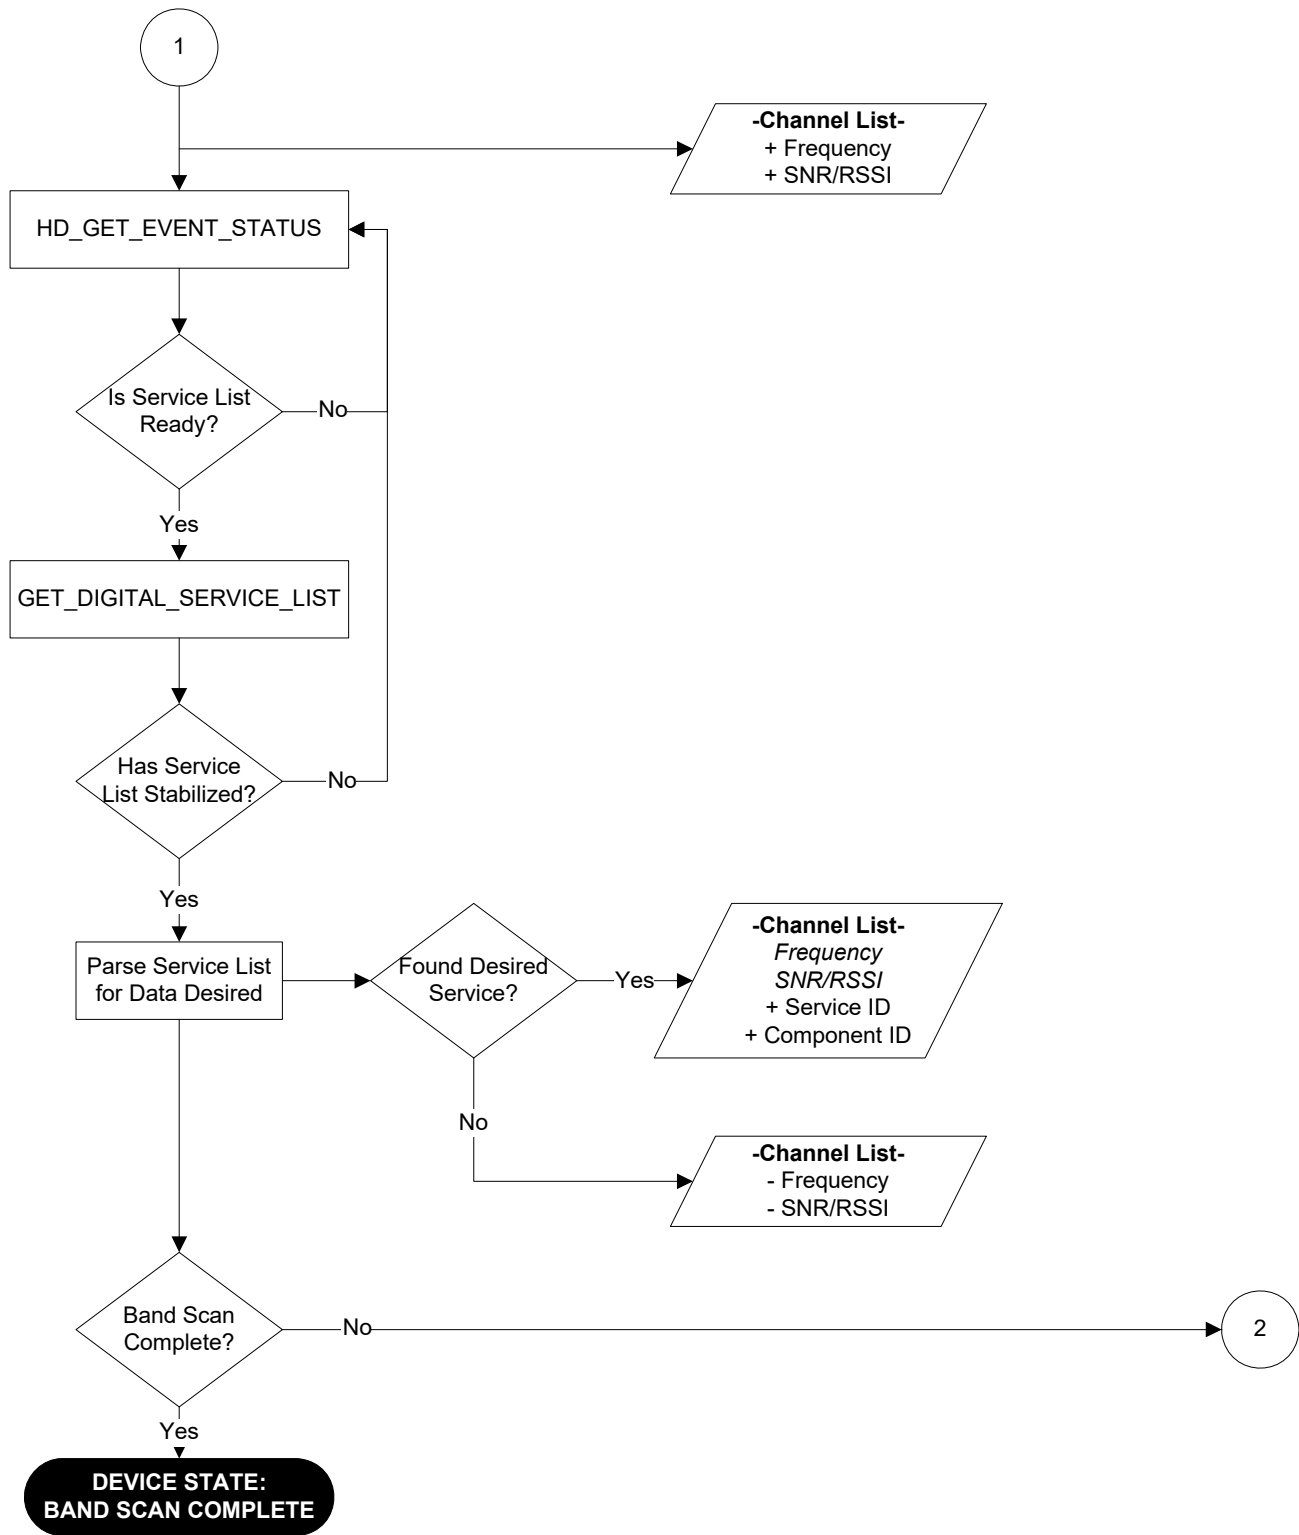 1
-Channel List-
+ Frequency
+ SNR/RSSI
HD_GET_EVENT_STATUS
Is Service List
Ready?
No
Yes
GET_DIGITAL_SERVICE_LIST
Has Service
List Stabilized?
No
Yes
Parse Service List
for Data Desired
Found Desired
Service?
Yes
-Channel List-
Frequency
SNR/RSSI
+ Service ID
+ Component ID
No
-Channel List-
- Frequency
- SNR/RSSI
Band Scan
Complete?
No
2
Yes
DEVICE STATE:
BAND SCAN COMPLETE